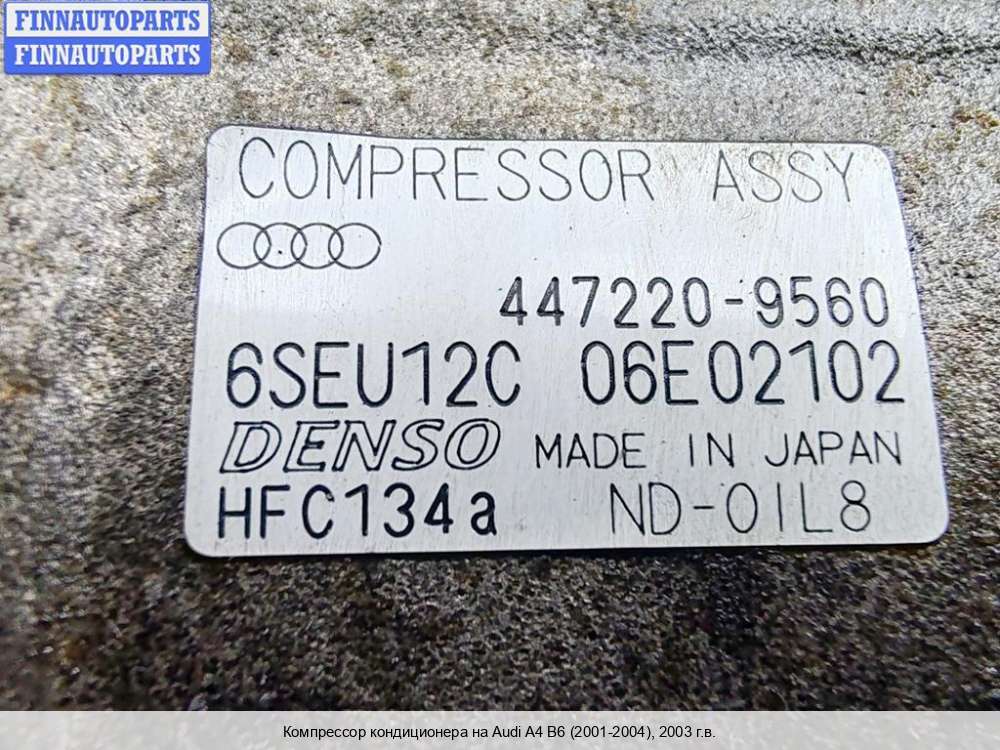 FINNAUTOPARTS
FINNAUTOPARTS
COMPRESSOR ASSY
447220-9560
6SEU12C 06E02102
DENSO MADE IN JAPAN
HFC134a ND-OIL8
Компрессор кондиционера на Audi A4 B6 (2001-2004), 2003 г.в.